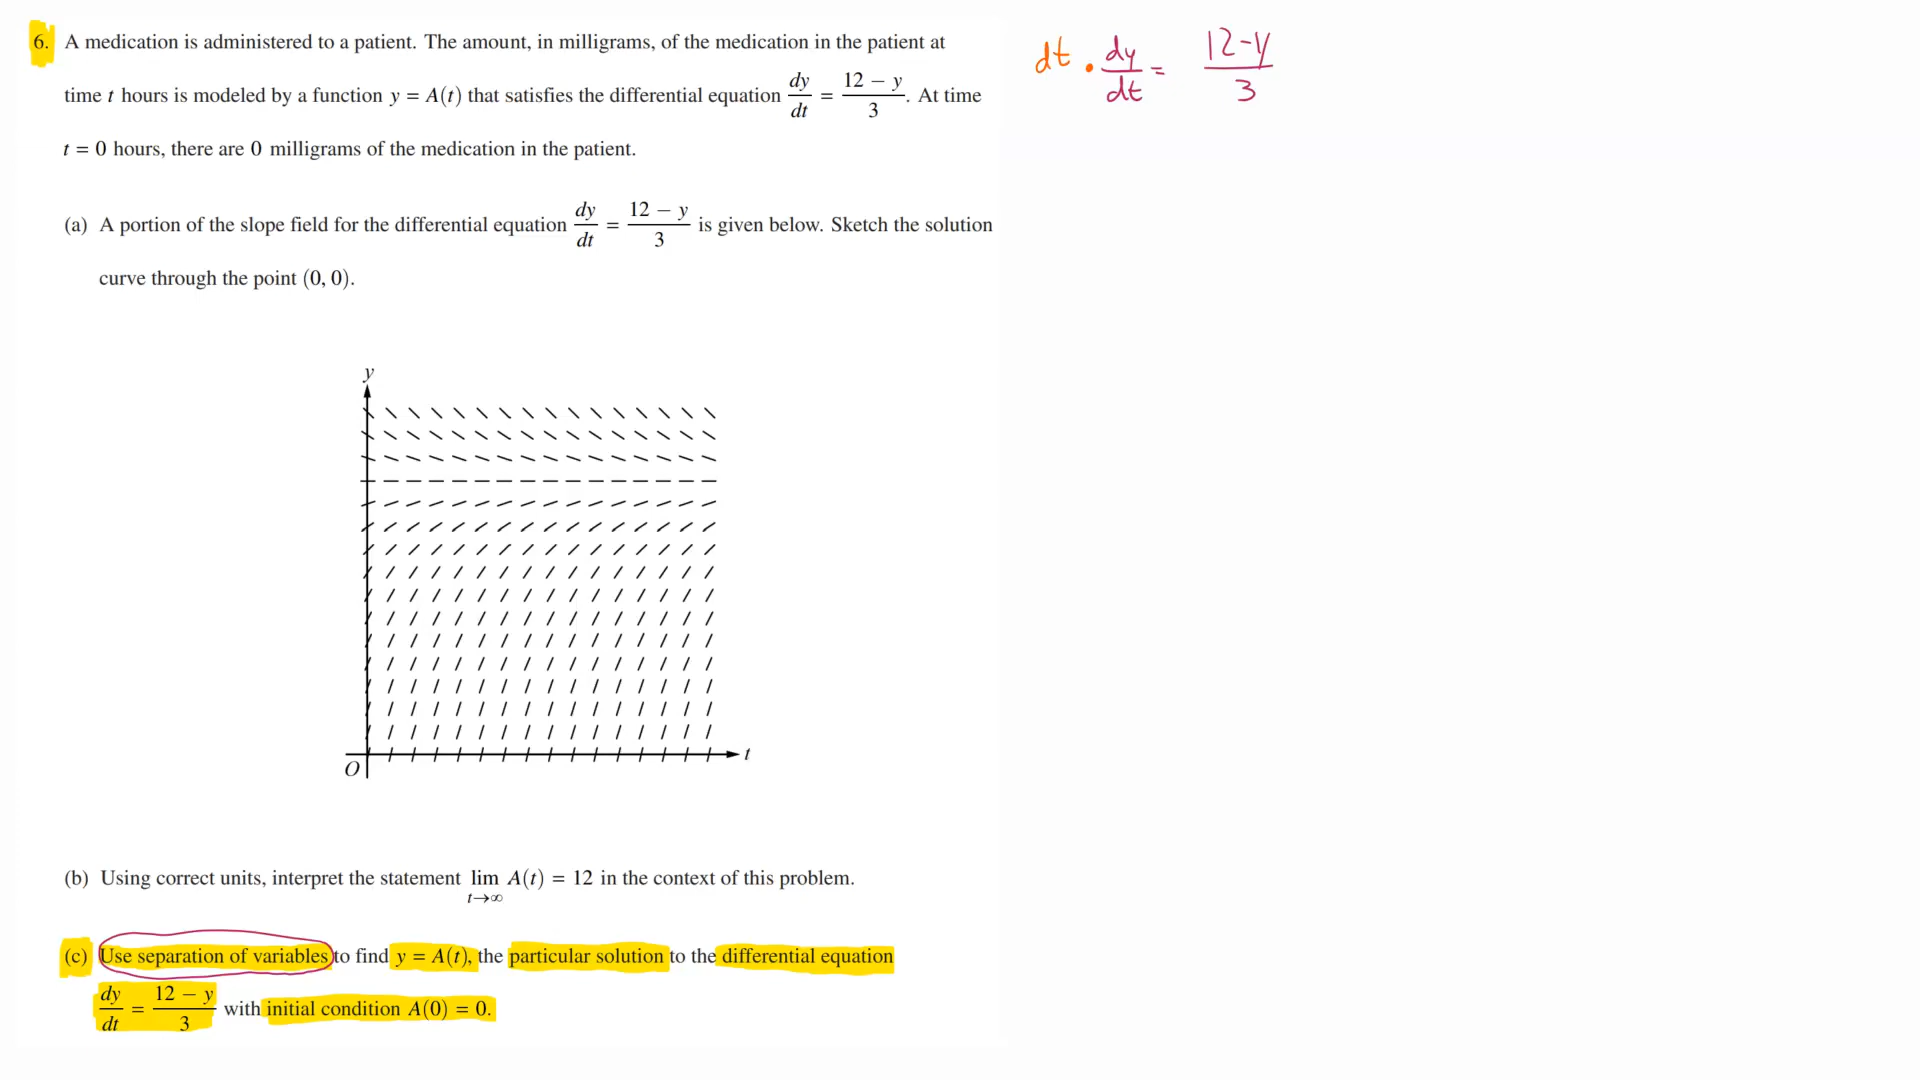 6. A medication is administered to a patient. The amount, in milligrams, of the medication in the patient at
time t hours is modeled by a function y = A(t) that satisfies the differential equation dy/dt = (12 − y)/3. At time
t = 0 hours, there are 0 milligrams of the medication in the patient.
(a) A portion of the slope field for the differential equation dy/dt = (12 − y)/3 is given below. Sketch the solution
curve through the point (0, 0).
y
O
t
(b) Using correct units, interpret the statement lim t→∞ A(t) = 12 in the context of this problem.
(c) Use separation of variables to find y = A(t), the particular solution to the differential equation
dy/dt = (12 − y)/3 with initial condition A(0) = 0.
dt · dy/dt = (12-y)/3